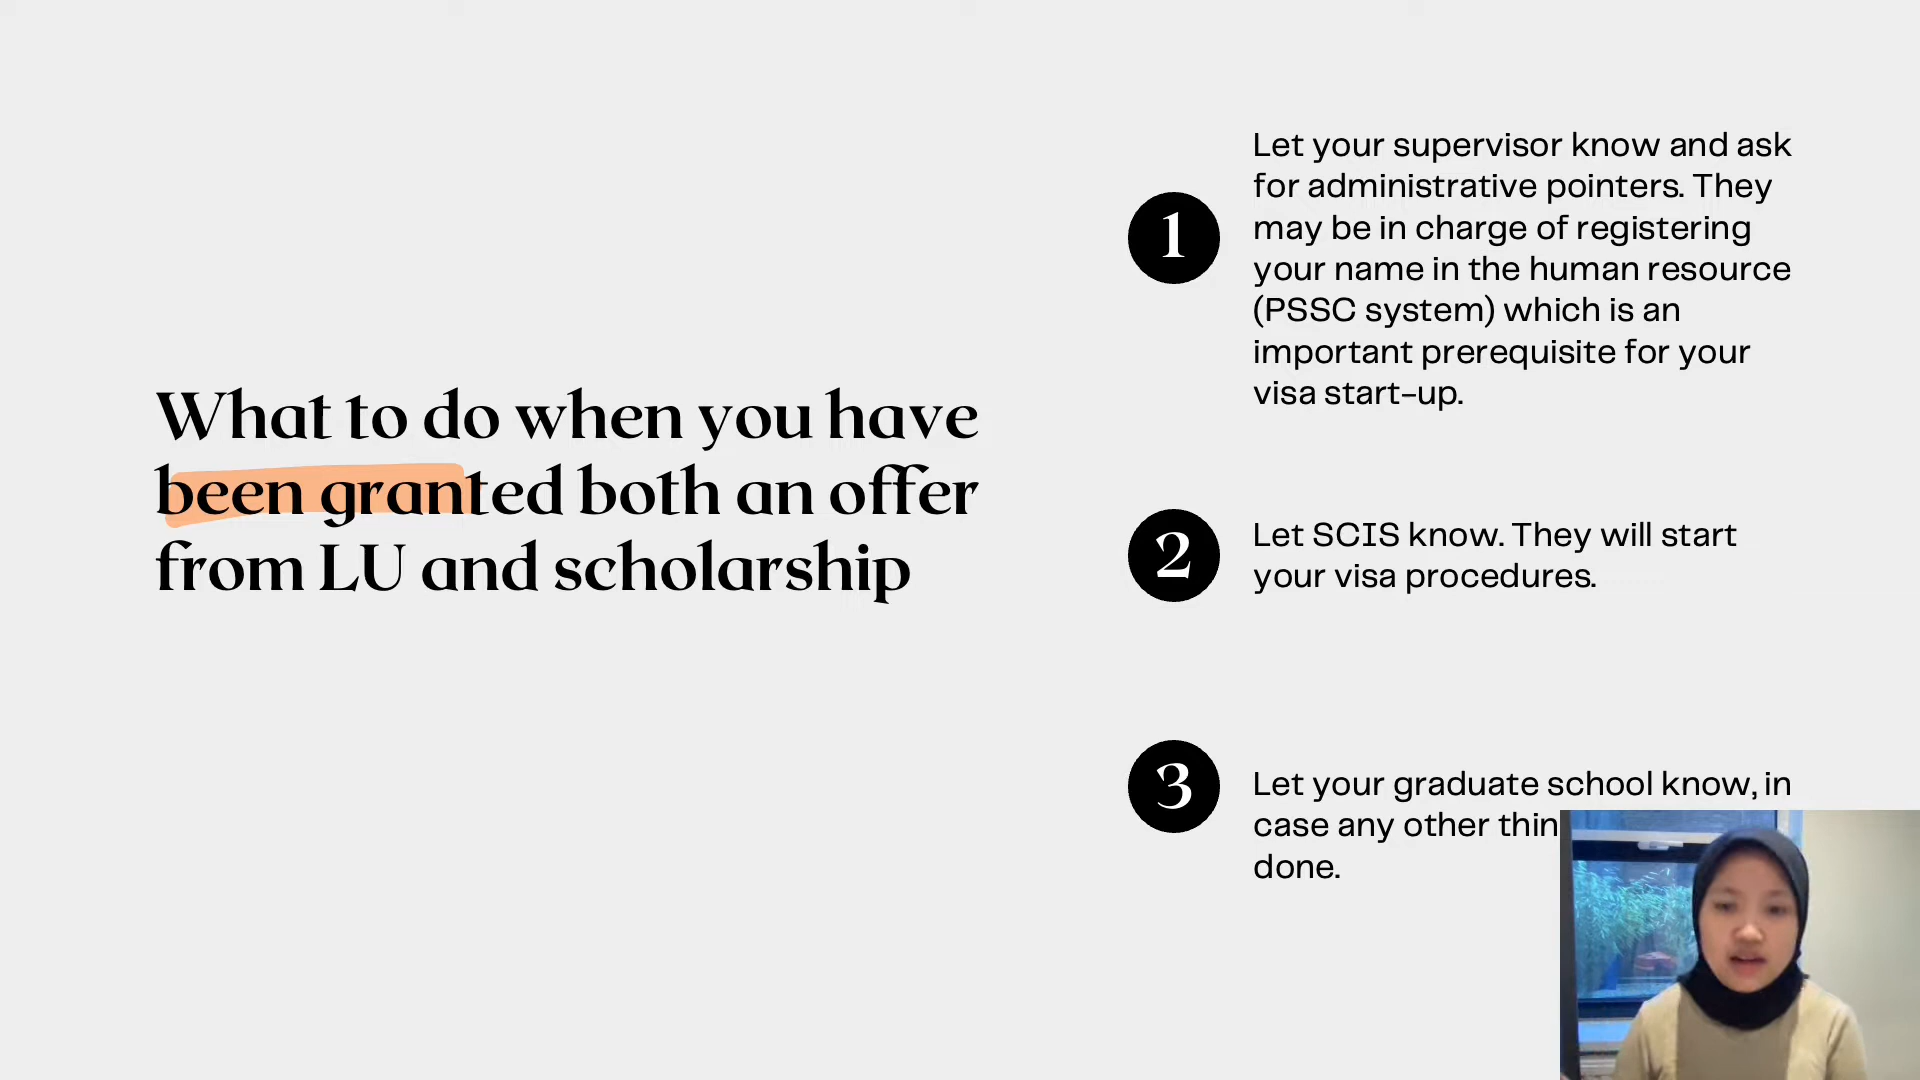 What to do when you have
been granted both an offer
from LU and scholarship
1
Let your supervisor know and ask
for administrative pointers. They
may be in charge of registering
your name in the human resource
(PSSC system) which is an
important prerequisite for your
visa start-up.
2
Let SCIS know. They will start
your visa procedures.
3
Let your graduate school know, in
case any other
done.